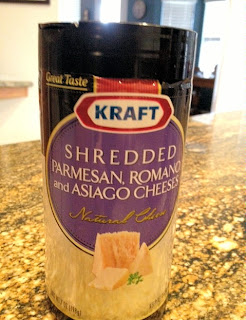 Great Taste
KRAFT
SHREDDED
PARMESAN, ROMANO
and ASIAGO CHEESES
Natural Cheese